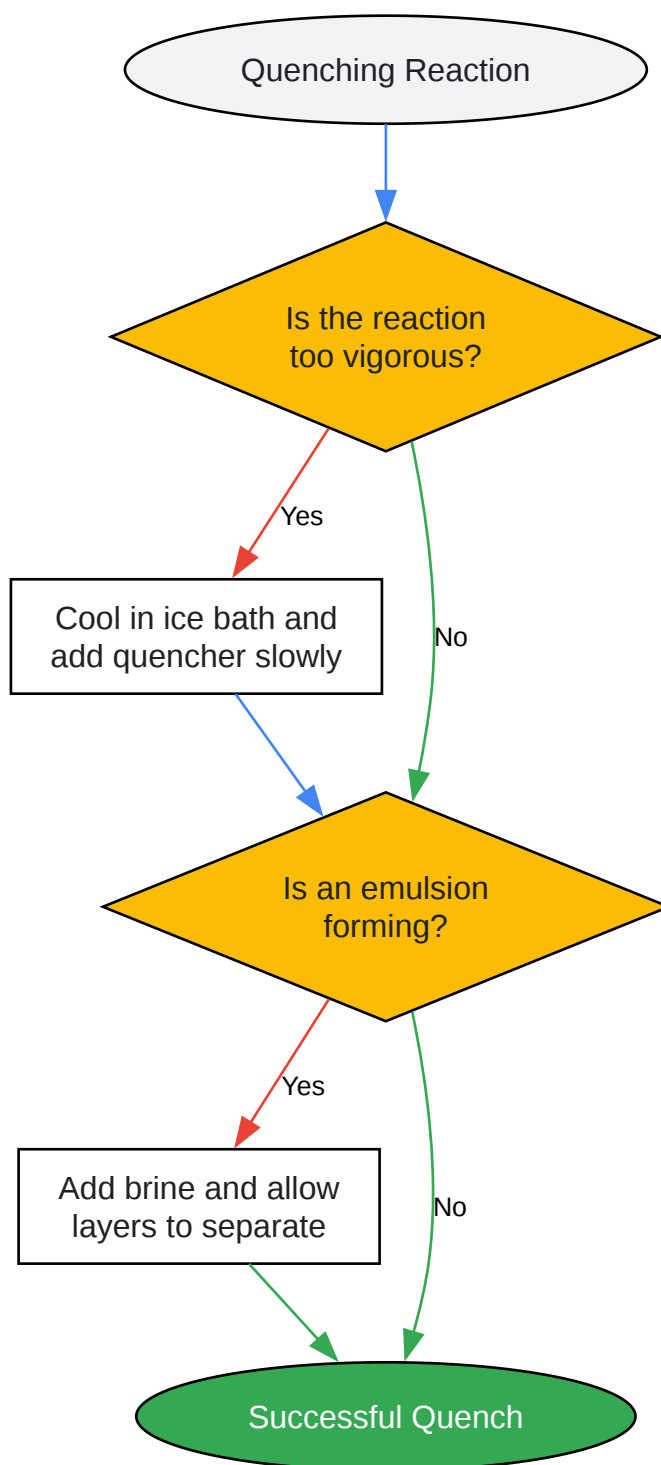 Quenching Reaction
Is the reaction
too vigorous?
Yes
Cool in ice bath and
add quencher slowly
No
Is an emulsion
forming?
Yes
Add brine and allow
layers to separate
No
Successful Quench